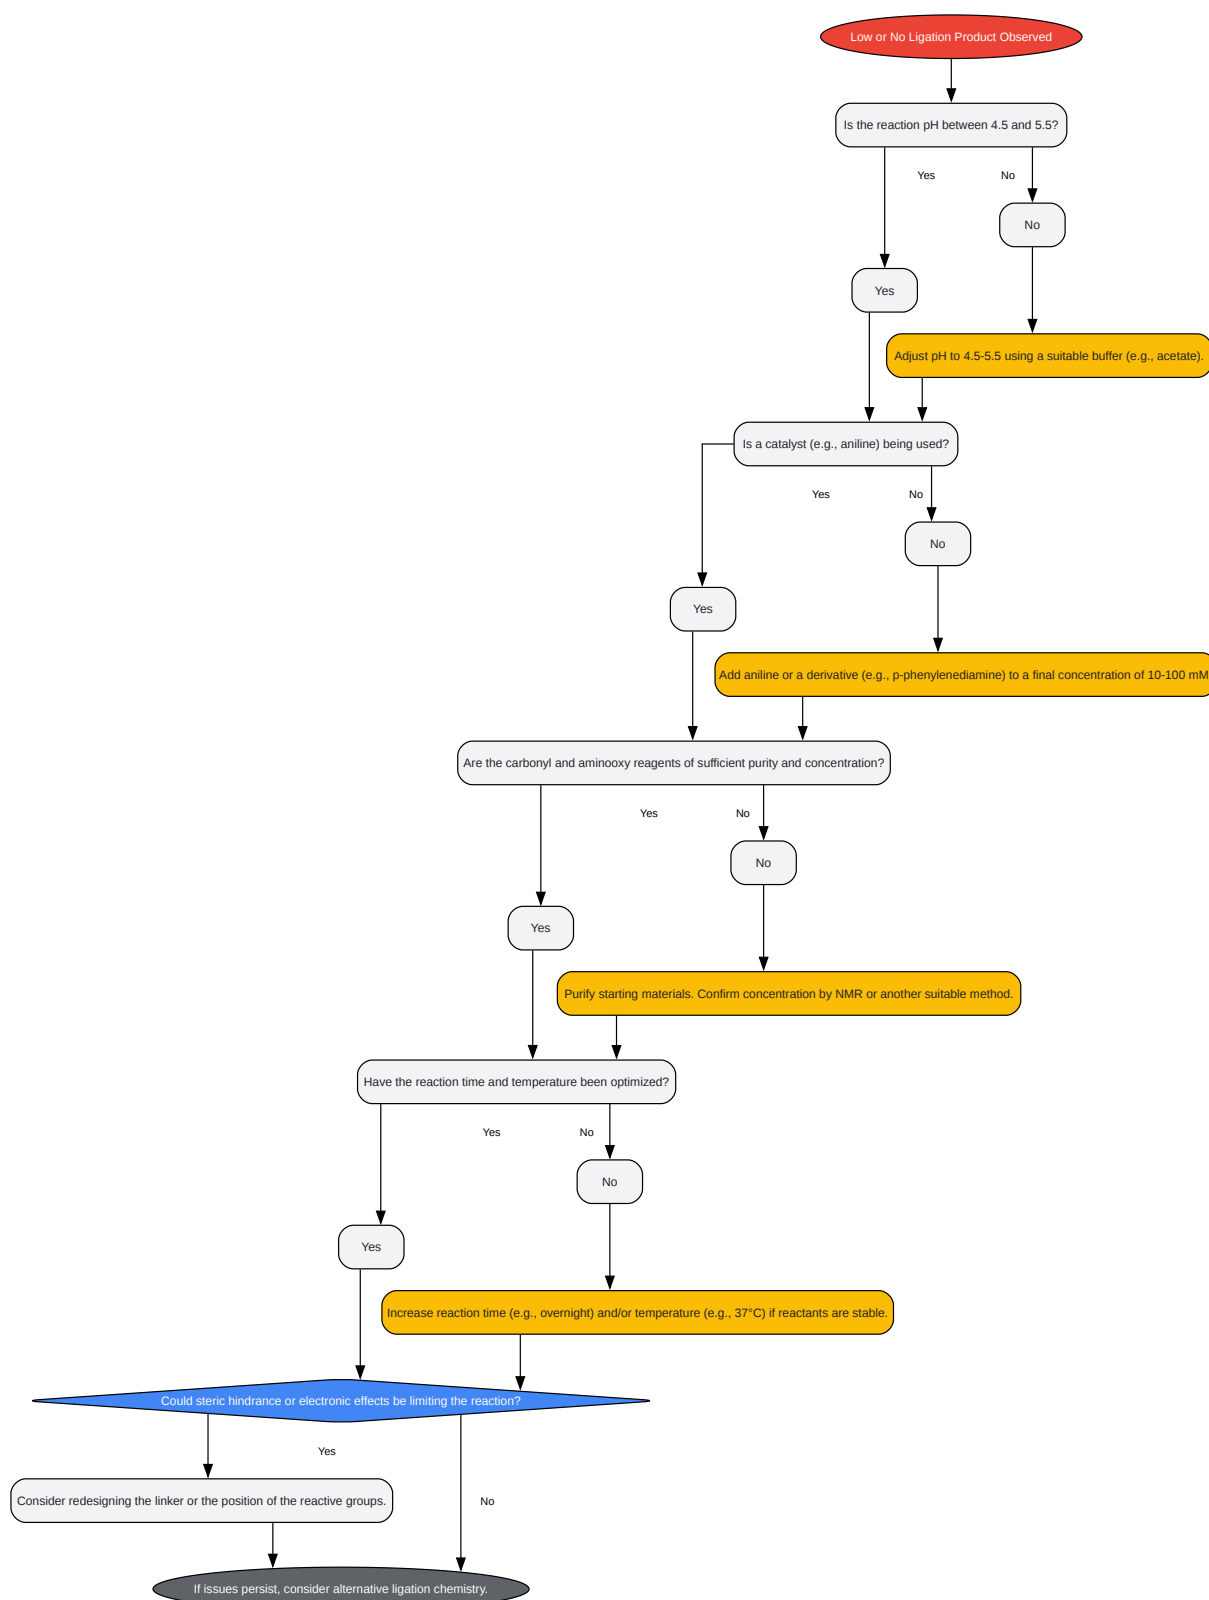 Low or No Ligation Product Observed
Is the reaction pH between 4.5 and 5.5?
Yes
No
No
Yes
Adjust pH to 4.5-5.5 using a suitable buffer (e.g., acetate).
Is a catalyst (e.g., aniline) being used?
Yes
No
No
Yes
Add aniline or a derivative (e.g., p-phenylenediamine) to a final concentration of 10-100 mM
Are the carbonyl and aminooxy reagents of sufficient purity and concentration?
Yes
No
No
Yes
Purify starting materials. Confirm concentration by NMR or another suitable method.
Have the reaction time and temperature been optimized?
Yes
No
No
Yes
Increase reaction time (e.g., overnight) and/or temperature (e.g., 37°C) if reactants are stable.
Could steric hindrance or electronic effects be limiting the reaction?
Yes
Consider redesigning the linker or the position of the reactive groups.
No
If issues persist, consider alternative ligation chemistry.